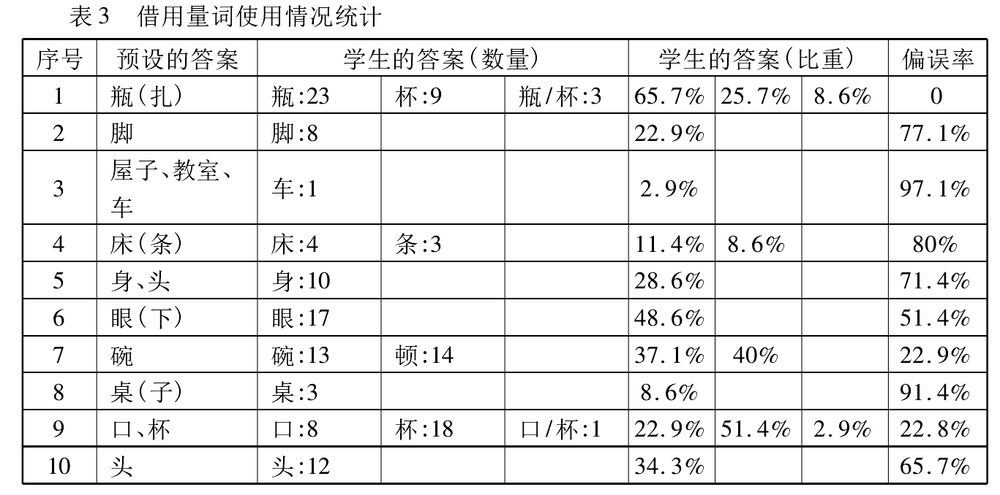 表3 借用量词使用情况统计
序号 预设的答案 学生的答案(数量) 学生的答案(比重) 偏误率
1 瓶(扎) 瓶:23 杯:9 瓶/杯:3 65.7% 25.7% 8.6% 0
2 脚 脚:8 22.9% 77.1%
3 屋子、教室、车 车:1 2.9% 97.1%
4 床(条) 床:4 条:3 11.4% 8.6% 80%
5 身、头 身:10 28.6% 71.4%
6 眼(下) 眼:17 48.6% 51.4%
7 碗 碗:13 顿:14 37.1% 40% 22.9%
8 桌(子) 桌:3 8.6% 91.4%
9 口、杯 口:8 杯:18 口/杯:1 22.9% 51.4% 2.9% 22.8%
10 头 头:12 34.3% 65.7%